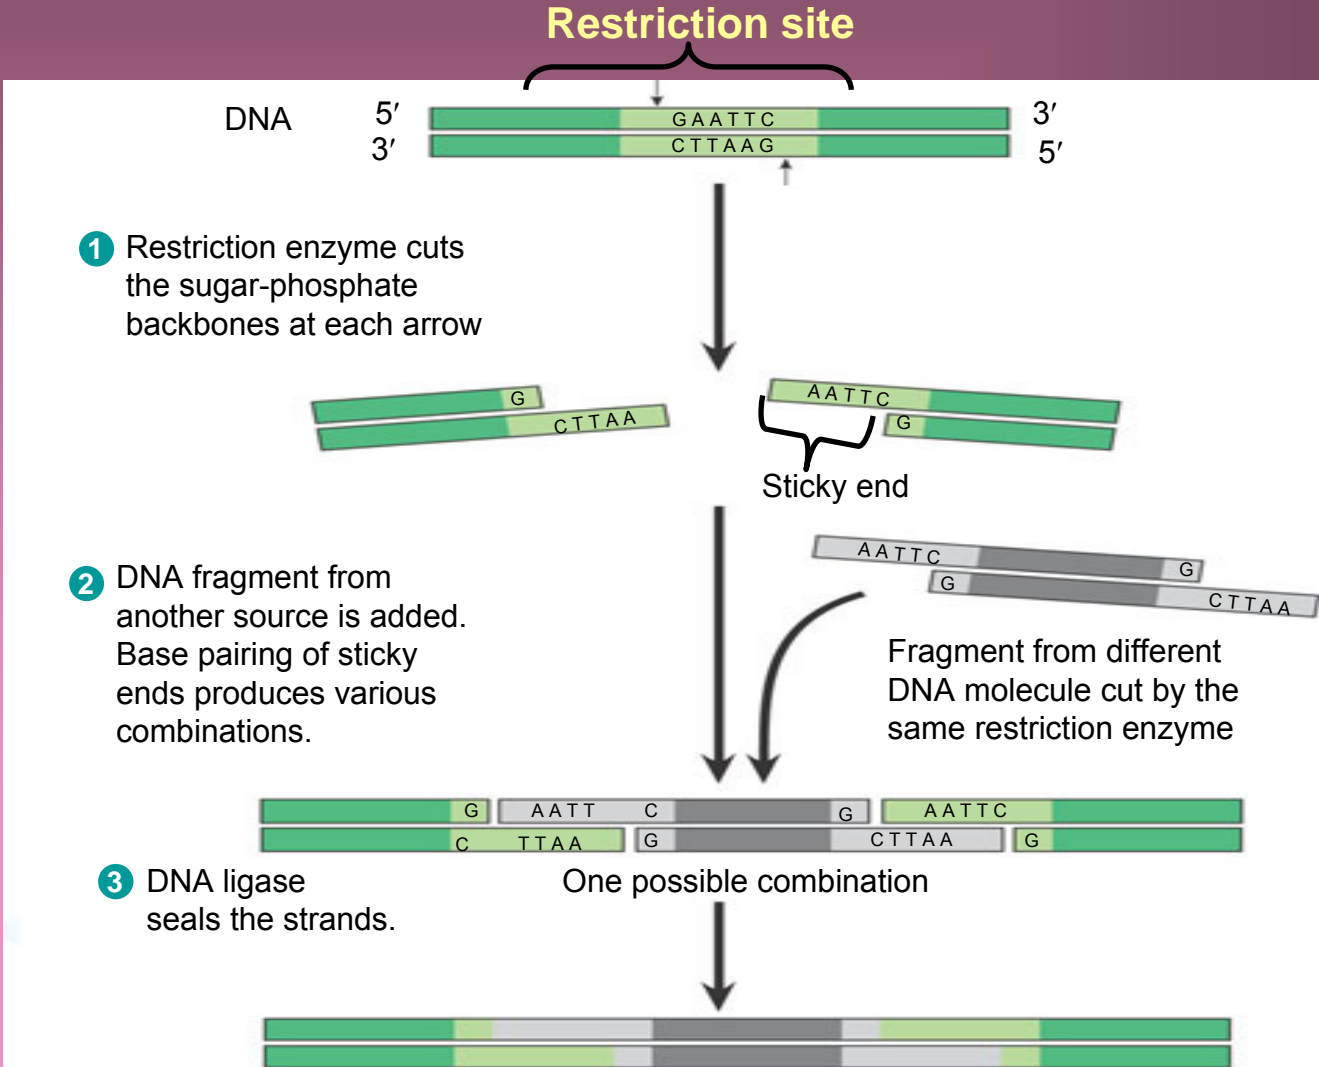 Restriction site
DNA
5′
GAATTC
3′
3′
CTTAAG
5′
1 Restriction enzyme cuts
the sugar-phosphate
backbones at each arrow
G
CTTAA
AATTC
G
Sticky end
2 DNA fragment from
another source is added.
Base pairing of sticky
ends produces various
combinations.
AATTC
G
G
CTTAA
Fragment from different
DNA molecule cut by the
same restriction enzyme
G
AATT
C
G
AATTC
C
TTAA
G
CTTAA
G
3 DNA ligase
seals the strands.
One possible combination